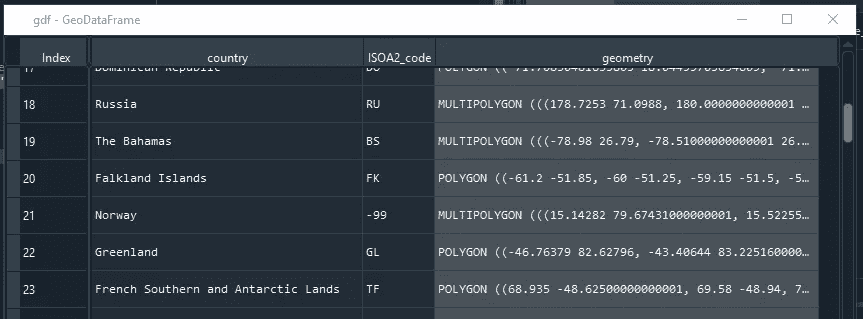 gdf - GeoDataFrame
Index country ISOA2_code geometry
18 Russia RU MULTIPOLYGON (((178.7253 71.0988, 180.0000000000001 …
19 The Bahamas BS MULTIPOLYGON (((-78.98 26.79, -78.51000000000001 26.…
20 Falkland Islands FK POLYGON ((-61.2 -51.85, -60 -51.25, -59.15 -51.5, -5…
21 Norway -99 MULTIPOLYGON (((15.14282 79.67431000000001, 15.52255…
22 Greenland GL POLYGON ((-46.76379 82.62796, -43.40644 83.225160000…
23 French Southern and Antarctic Lands TF POLYGON ((68.935 -48.62500000000001, 69.58 -48.94, 7…